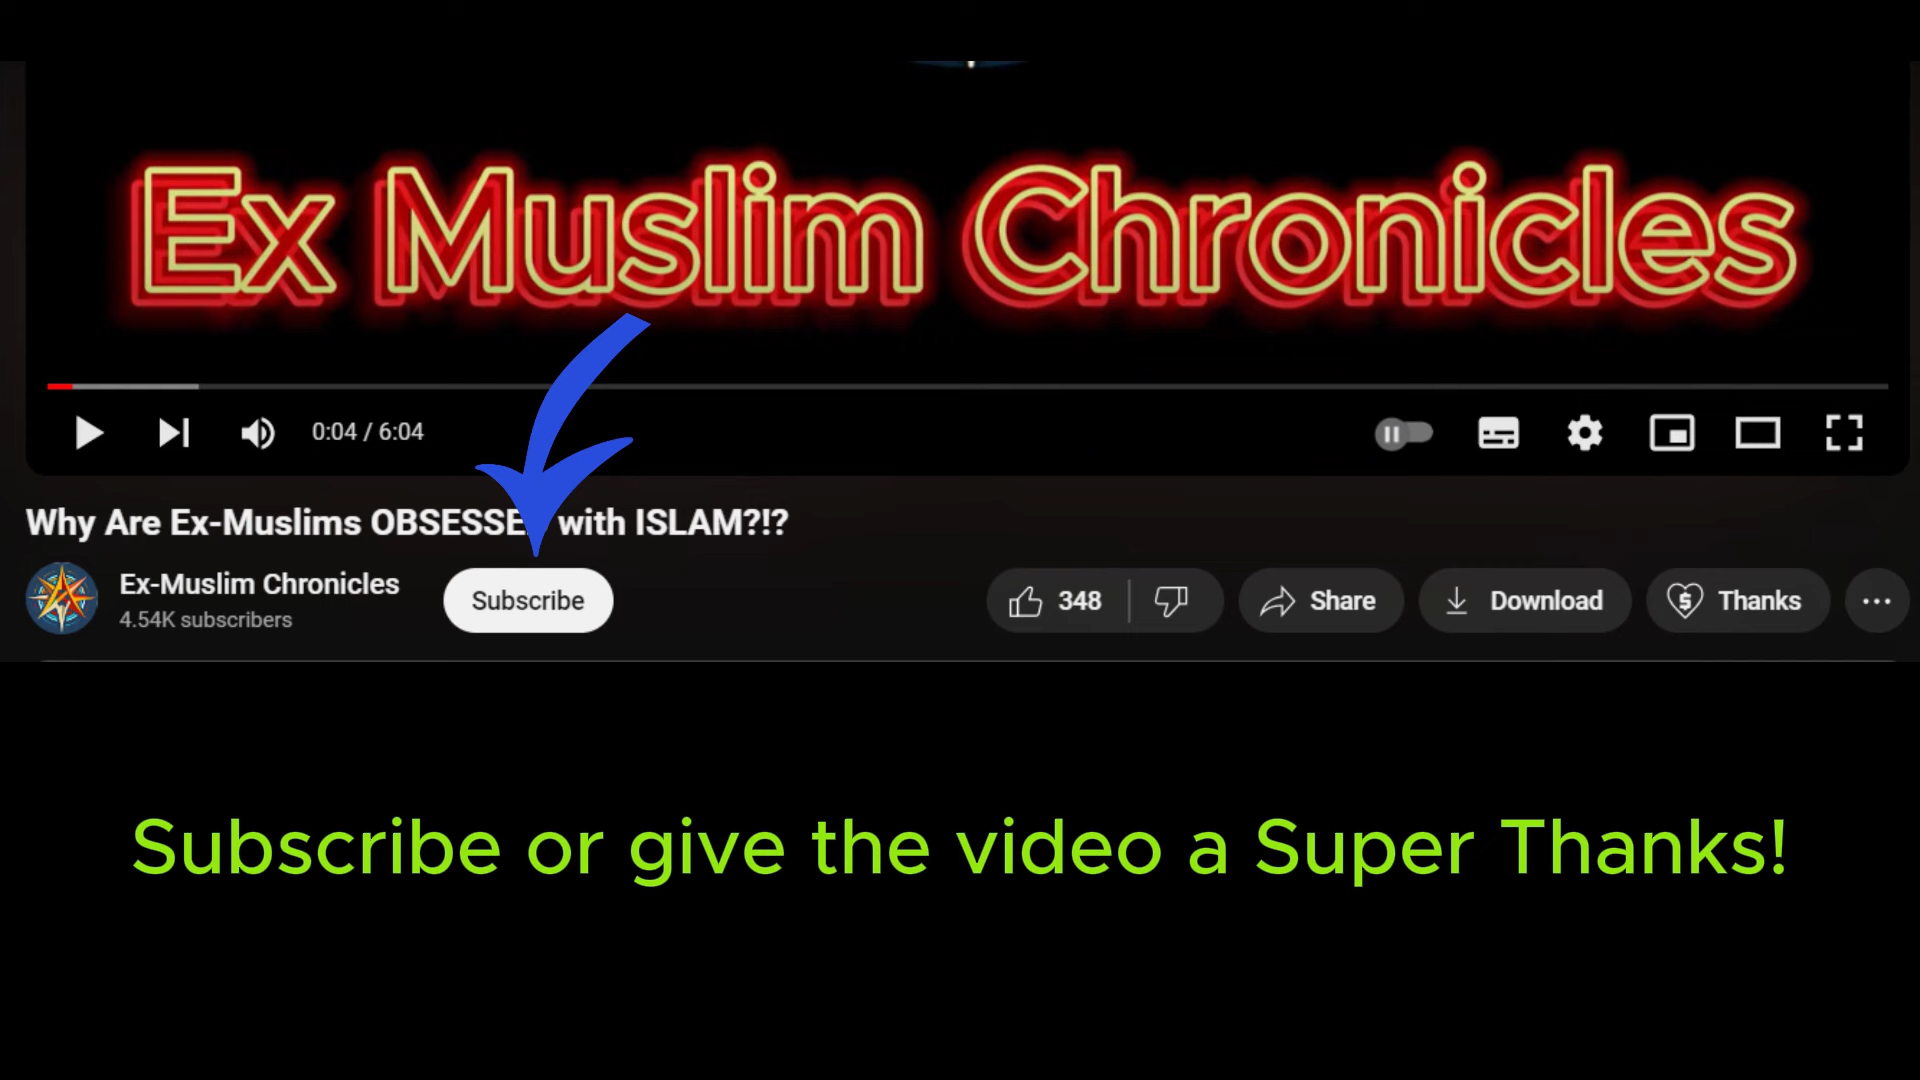 Ex Muslim Chronicles
0:04 / 6:04
Why Are Ex-Muslims with ISLAM?!?
Ex-Muslim Chronicles
4.54K subscribers
Subscribe
348
Share
Download
Thanks
Subscribe or give the video a Super Thanks!